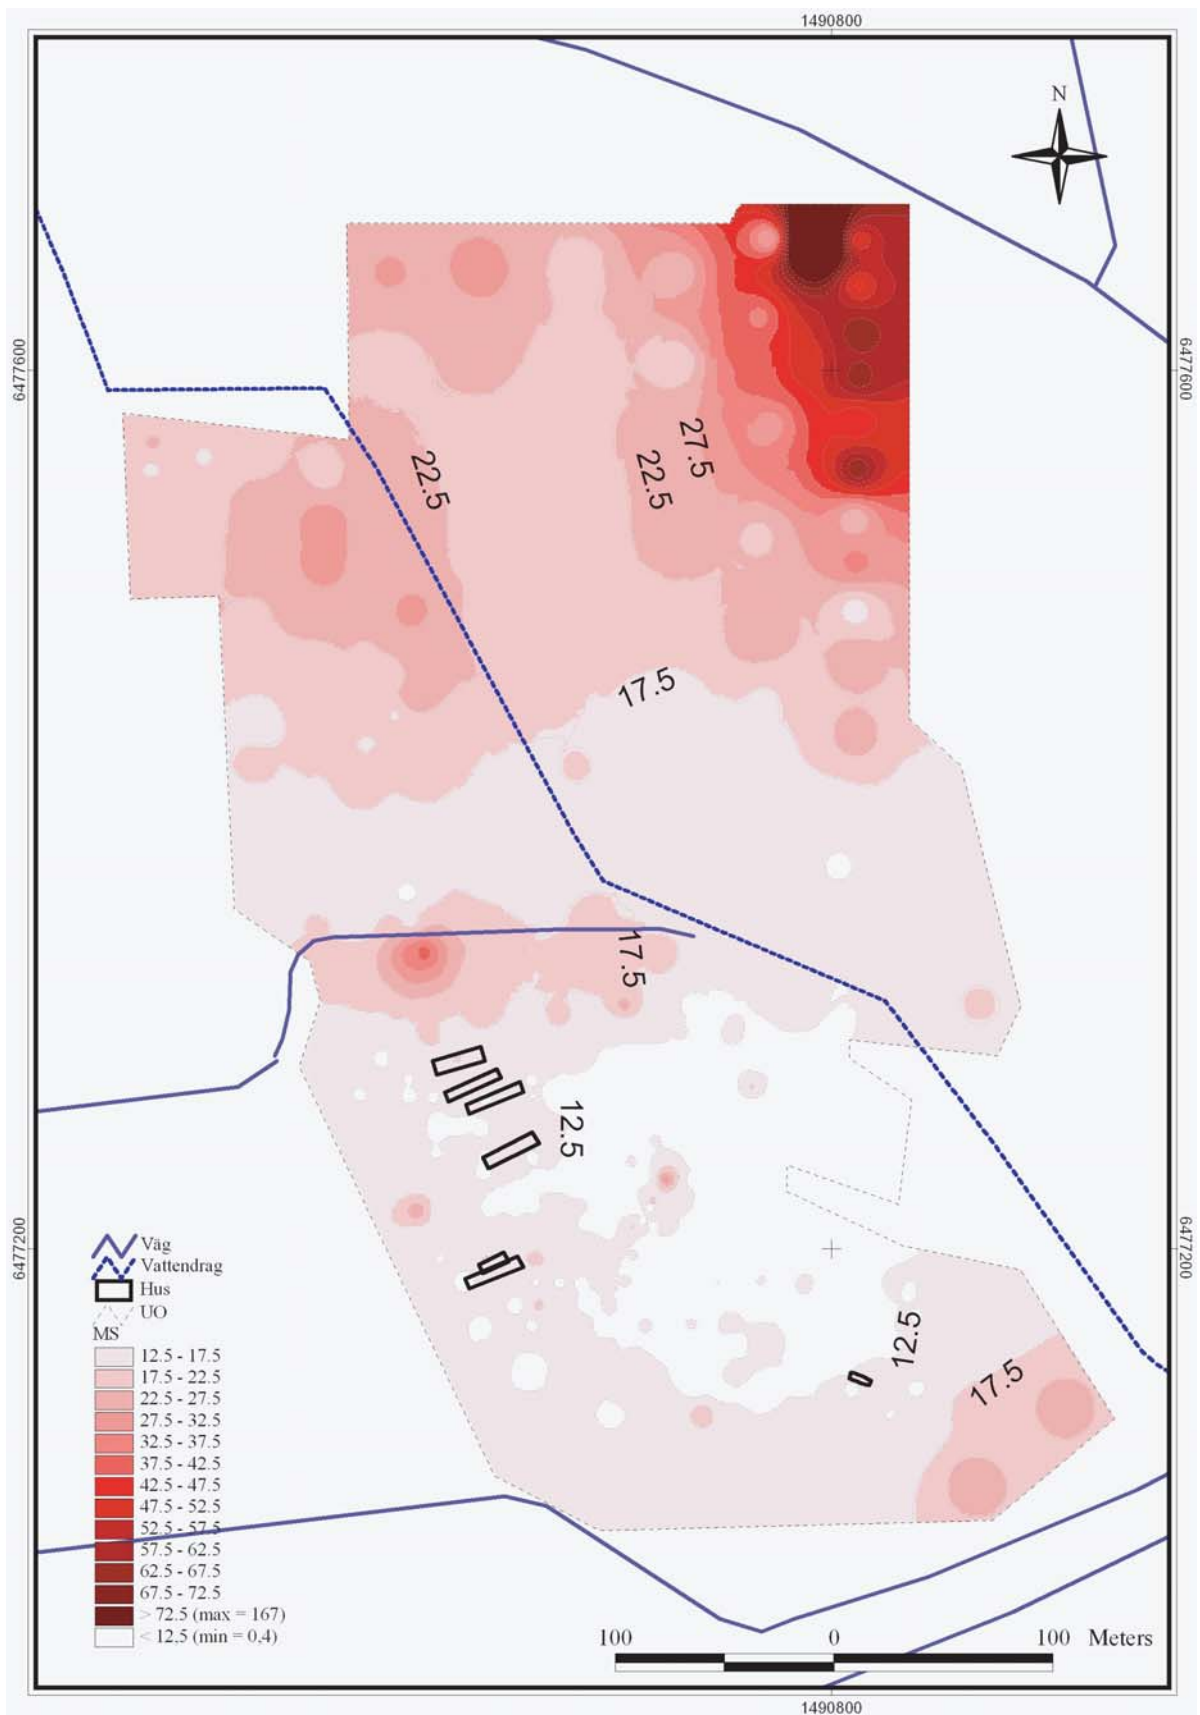 1490800
N
6477600
6477600
27.5
22.5
22.5
17.5
17.5
12.5
6477200
6477200
12.5
17.5
Väg
Vattendrag
Hus
UO
MS
12.5 - 17.5
17.5 - 22.5
22.5 - 27.5
27.5 - 32.5
32.5 - 37.5
37.5 - 42.5
42.5 - 47.5
47.5 - 52.5
52.5 - 57.5
57.5 - 62.5
62.5 - 67.5
67.5 - 72.5
> 72.5 (max = 167)
< 12.5 (min = 0,4)
100 0 100 Meters
1490800